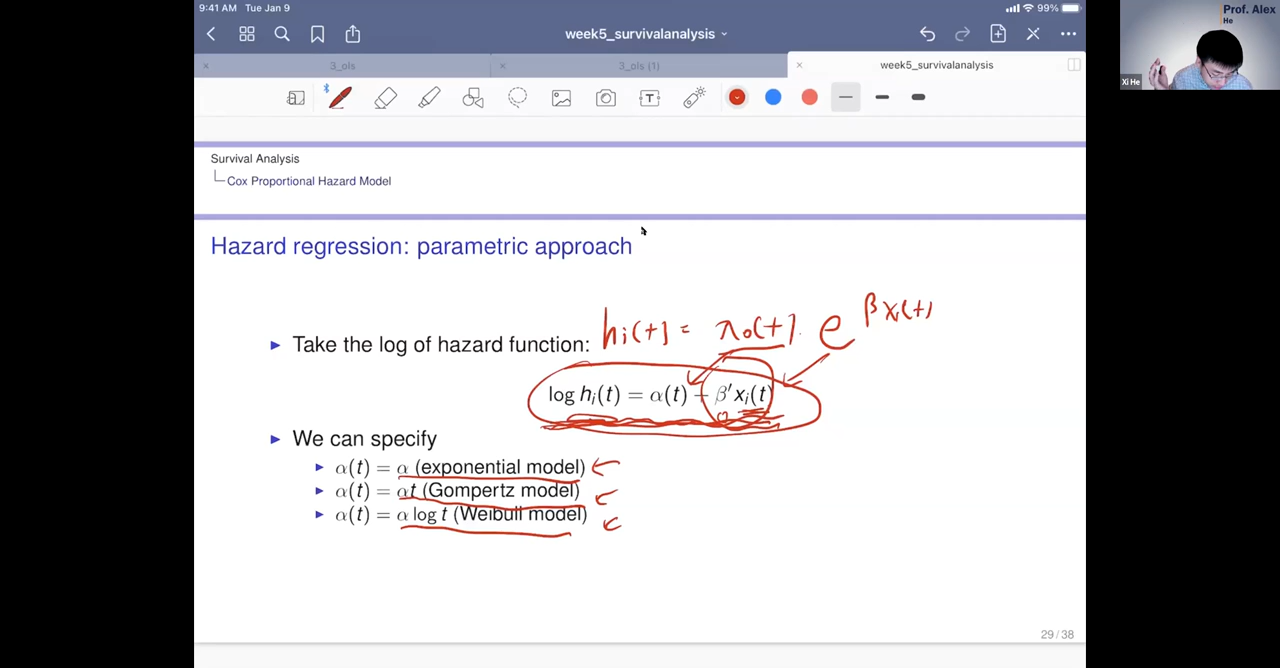 9:41 AM Tue Jan 9
99%
week5_survivalanalysis
3_ols
3_ols (1)
week5_survivalanalysis
T
Survival Analysis
Cox Proportional Hazard Model
Hazard regression: parametric approach
hi(t) = λo(t) · e^βxi(t)
Take the log of hazard function:
log hᵢ(t) = α(t) + β′xᵢ(t)
We can specify
α(t) = α (exponential model)
α(t) = αt (Gompertz model)
α(t) = α log t (Weibull model)
29 / 38
Prof. Alex
He
Xi He